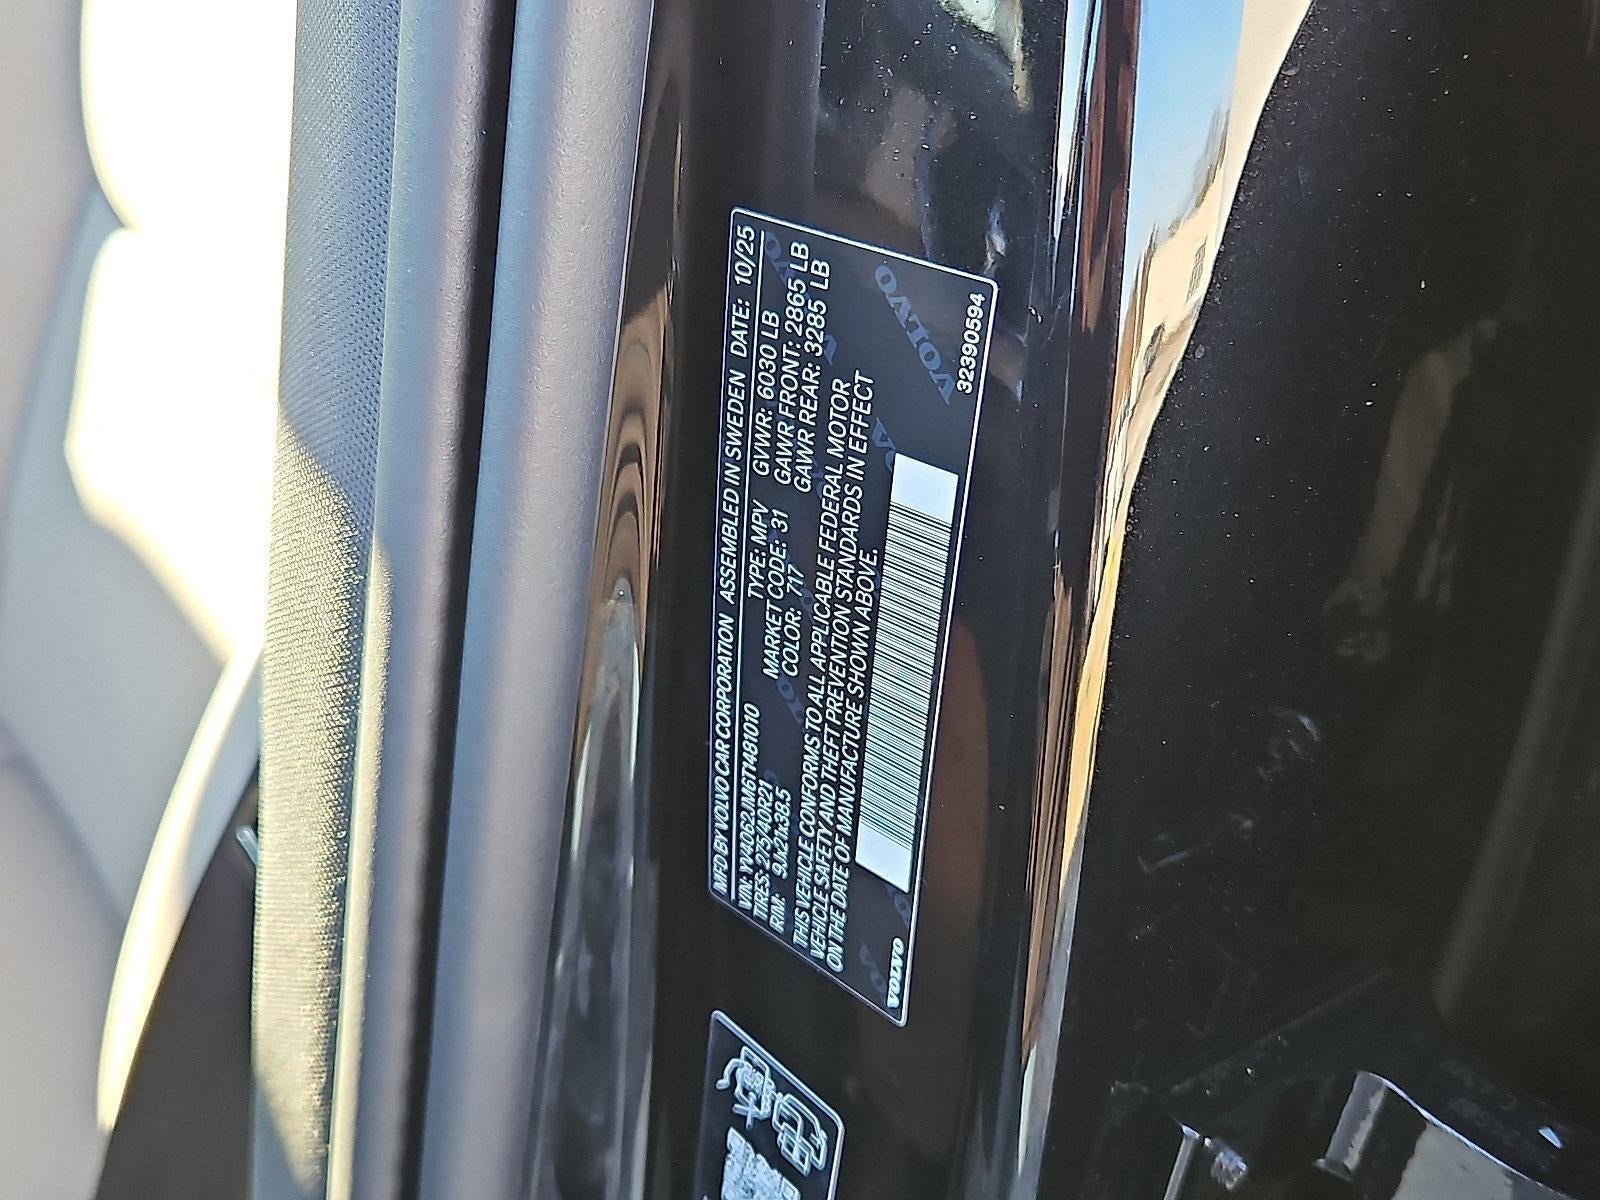 MFD BY VOLVO CAR CORPORATION ASSEMBLED IN SWEDEN DATE: 10/25
VIN: YV4062JM6T1481010 TYPE: MPV GVWR: 6030 LB
TIRES: 275/40R21 MARKET CODE: 31 GAWR FRONT: 2865 LB
RIM: 9Jx21x38.5 COLOR: 717 GAWR REAR: 3285 LB
THIS VEHICLE CONFORMS TO ALL APPLICABLE FEDERAL MOTOR
VEHICLE SAFETY AND THEFT PREVENTION STANDARDS IN EFFECT
ON THE DATE OF MANUFACTURE SHOWN ABOVE.
VOLVO
VOLVO
32390594